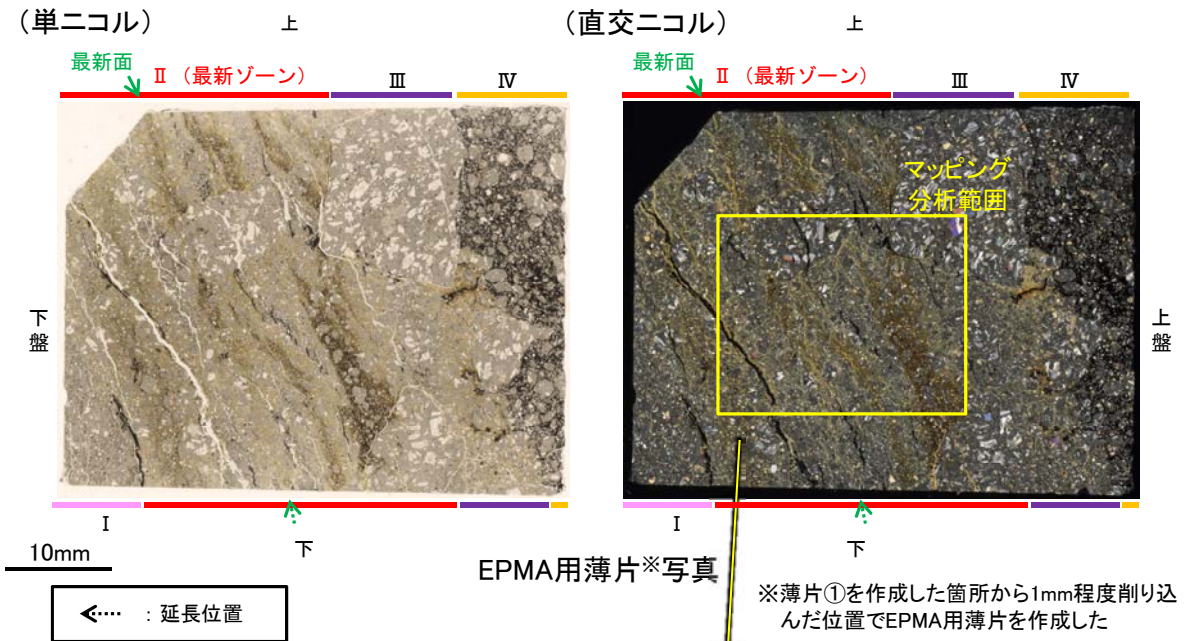 （単ニコル）
上
最新面
Ⅱ（最新ゾーン）
Ⅲ
Ⅳ
下盤
Ⅰ
下
10mm
：延長位置
（直交ニコル）
上
最新面
Ⅱ（最新ゾーン）
Ⅲ
Ⅳ
マッピング
分析範囲
上盤
Ⅰ
下
EPMA用薄片※写真
※薄片①を作成した箇所から1mm程度削り込
んだ位置でEPMA用薄片を作成した